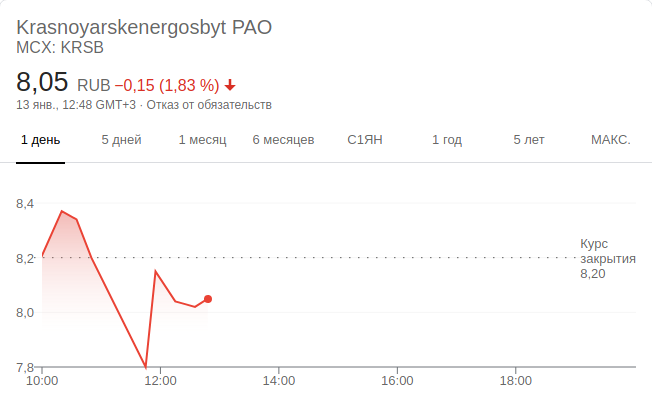 Krasnoyarskenergosbyt PAO
MCX: KRSB
8,05 RUB −0,15 (1,83 %)
13 янв., 12:48 GMT+3 · Отказ от обязательств
1 день 5 дней 1 месяц 6 месяцев С1ЯН 1 год 5 лет МАКС.
8,4
8,2
Курс
закрытия
8,20
8,0
7,8
10:00 12:00 14:00 16:00 18:00